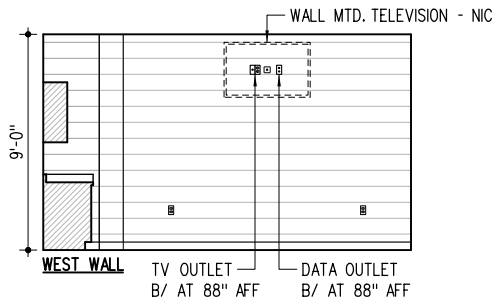 WALL MTD. TELEVISION - NIC
9'-0"
WEST WALL
TV OUTLET
B/ AT 88" AFF
DATA OUTLET
B/ AT 88" AFF